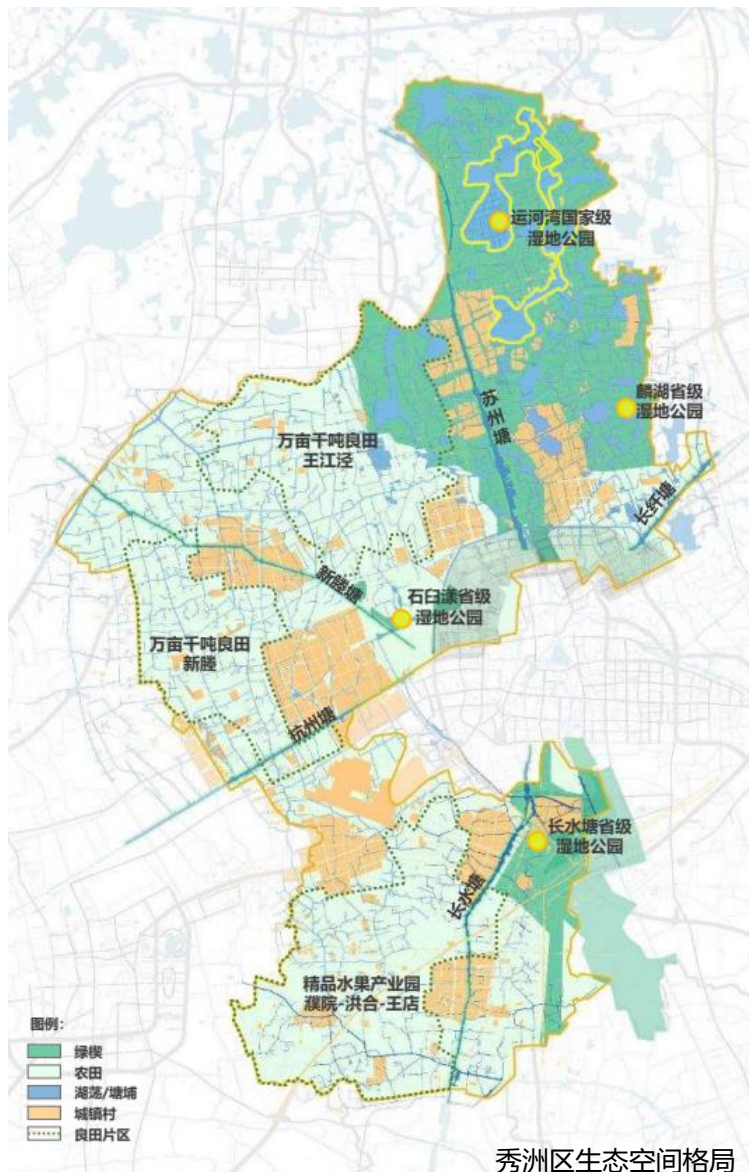 运河湾国家级
湿地公园
麟湖省级
湿地公园
苏州塘
万亩千吨良田
王江泾
长纤塘
新塍塘
石臼漾省级
湿地公园
万亩千吨良田
新塍
杭州塘
长水塘省级
湿地公园
长水塘
精品水果产业园
濮院-洪合-王店
图例：
绿楔
农田
湖荡/塘埔
城镇村
良田片区
秀洲区生态空间格局